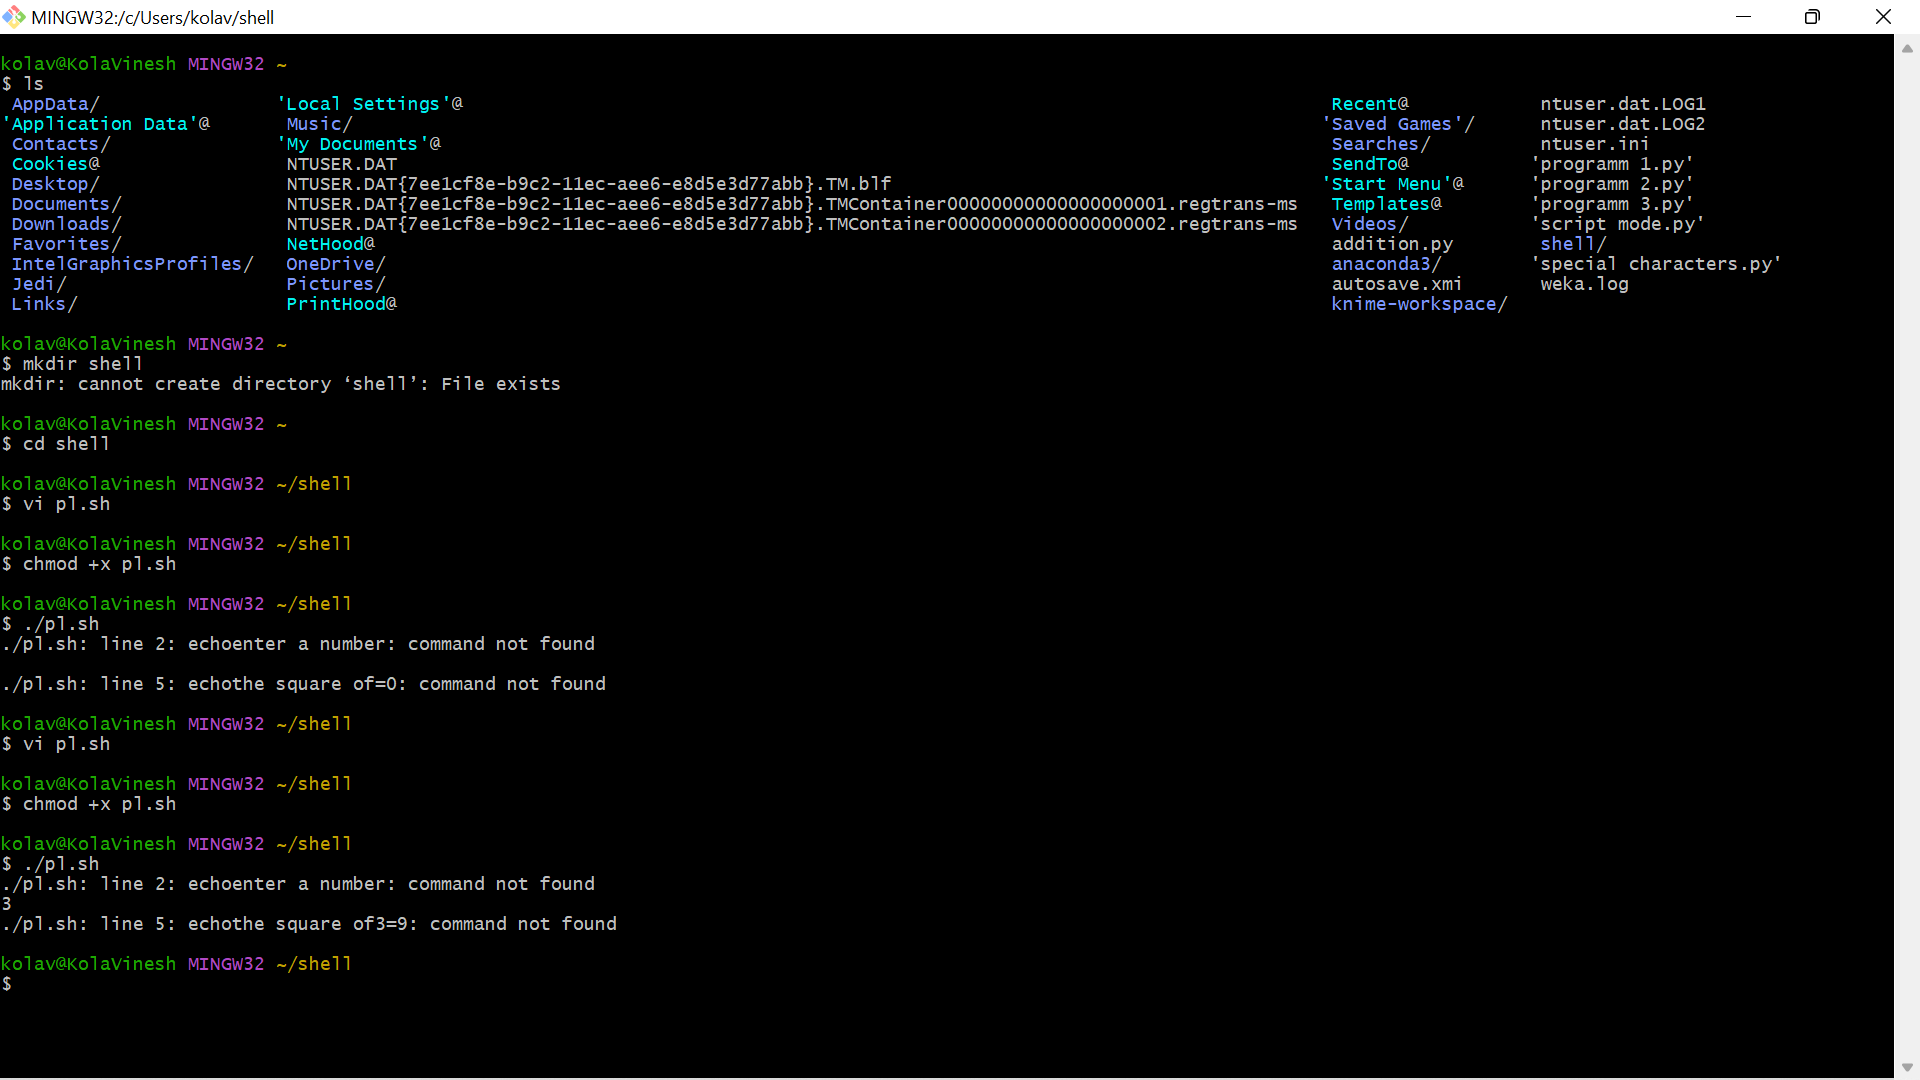 MINGW32:/c/Users/kolav/shell
kolav@KolaVinesh MINGW32 ~
$ ls
AppData/ 'Local Settings'@ Recent@ ntuser.dat.LOG1
'Application Data'@ Music/ 'Saved Games'/ ntuser.dat.LOG2
Contacts/ 'My Documents'@ Searches/ ntuser.ini
Cookies@ NTUSER.DAT SendTo@ 'programm 1.py'
Desktop/ NTUSER.DAT{7ee1cf8e-b9c2-11ec-aee6-e8d5e3d77abb}.TM.blf 'Start Menu'@ 'programm 2.py'
Documents/ NTUSER.DAT{7ee1cf8e-b9c2-11ec-aee6-e8d5e3d77abb}.TMContainer00000000000000000001.regtrans-ms Templates@ 'programm 3.py'
Downloads/ NTUSER.DAT{7ee1cf8e-b9c2-11ec-aee6-e8d5e3d77abb}.TMContainer00000000000000000002.regtrans-ms Videos/ 'script mode.py'
Favorites/ NetHood@ addition.py shell/
IntelGraphicsProfiles/ OneDrive/ anaconda3/ 'special characters.py'
Jedi/ Pictures/ autosave.xmi weka.log
Links/ PrintHood@ knime-workspace/
kolav@KolaVinesh MINGW32 ~
$ mkdir shell
mkdir: cannot create directory ‘shell’: File exists
kolav@KolaVinesh MINGW32 ~
$ cd shell
kolav@KolaVinesh MINGW32 ~/shell
$ vi pl.sh
kolav@KolaVinesh MINGW32 ~/shell
$ chmod +x pl.sh
kolav@KolaVinesh MINGW32 ~/shell
$ ./pl.sh
./pl.sh: line 2: echoenter a number: command not found
./pl.sh: line 5: echothe square of=0: command not found
kolav@KolaVinesh MINGW32 ~/shell
$ vi pl.sh
kolav@KolaVinesh MINGW32 ~/shell
$ chmod +x pl.sh
kolav@KolaVinesh MINGW32 ~/shell
$ ./pl.sh
./pl.sh: line 2: echoenter a number: command not found
3
./pl.sh: line 5: echothe square of3=9: command not found
kolav@KolaVinesh MINGW32 ~/shell
$